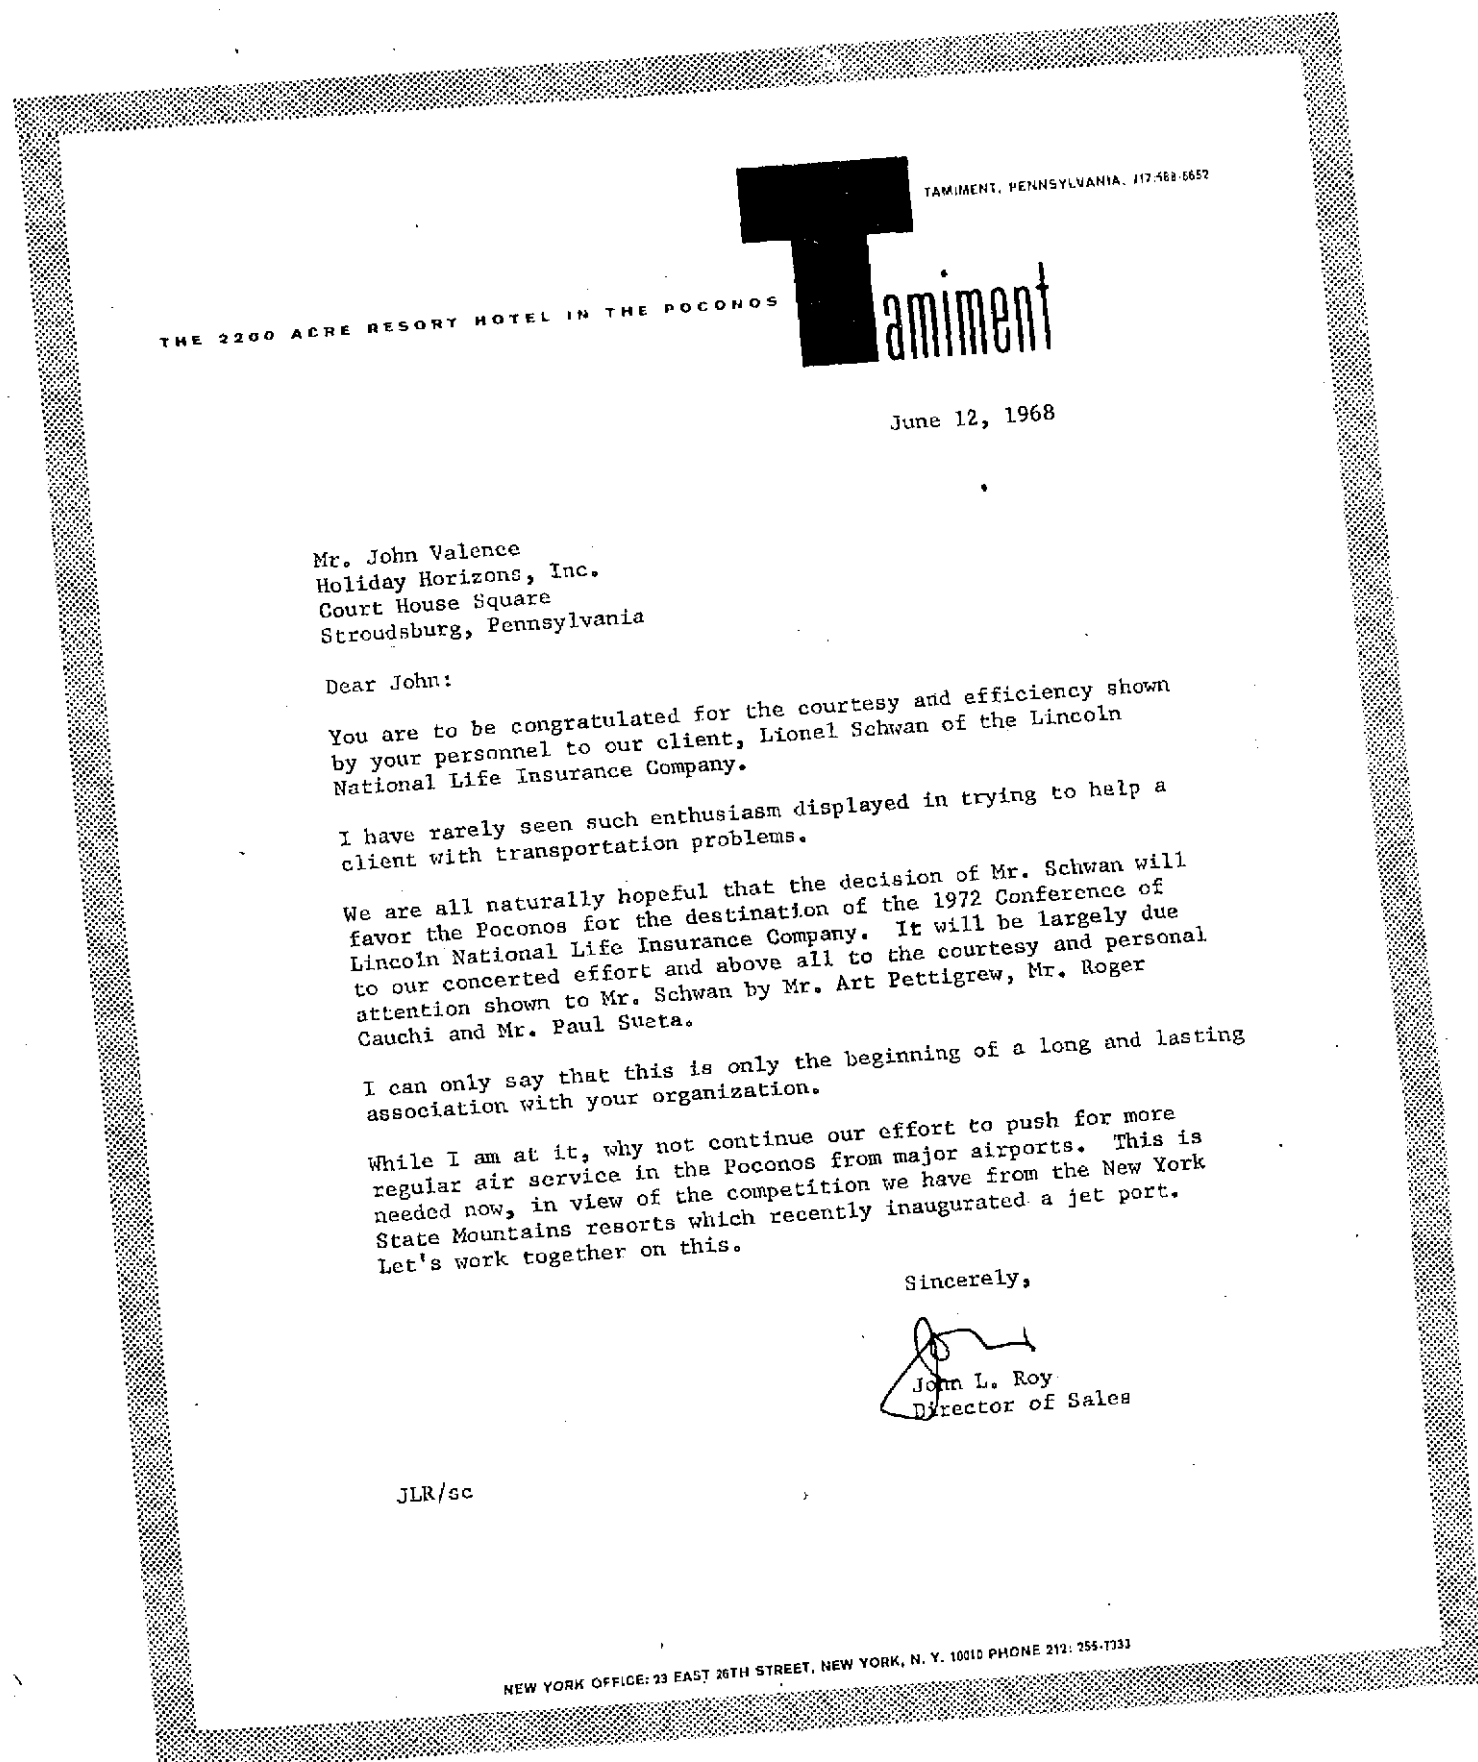 TAMIMENT, PENNSYLVANIA.
THE 2200 ACRE RESORT HOTEL IN THE POCONOS
Tamiment
June 12, 1968
Mr. John Valence
Holiday Horizons, Inc.
Court House Square
Stroudsburg, Pennsylvania
Dear John:
You are to be congratulated for the courtesy and efficiency shown
by your personnel to our client, Lionel Schwan of the Lincoln
National Life Insurance Company.
I have rarely seen such enthusiasm displayed in trying to help a
client with transportation problems.
We are all naturally hopeful that the decision of Mr. Schwan will
favor the Poconos for the destination of the 1972 Conference of
Lincoln National Life Insurance Company. It will be largely due
to our concerted effort and above all to the courtesy and personal
attention shown to Mr. Schwan by Mr. Art Pettigrew, Mr. Roger
Cauchi and Mr. Paul Sueta.
I can only say that this is only the beginning of a long and lasting
association with your organization.
While I am at it, why not continue our effort to push for more
regular air service in the Poconos from major airports. This is
needed now, in view of the competition we have from the New York
State Mountains resorts which recently inaugurated a jet port.
Let's work together on this.
Sincerely,
John L. Roy
Director of Sales
JLR/sc
NEW YORK OFFICE: 23 EAST 26TH STREET, NEW YORK, N. Y. 10010 PHONE 212: